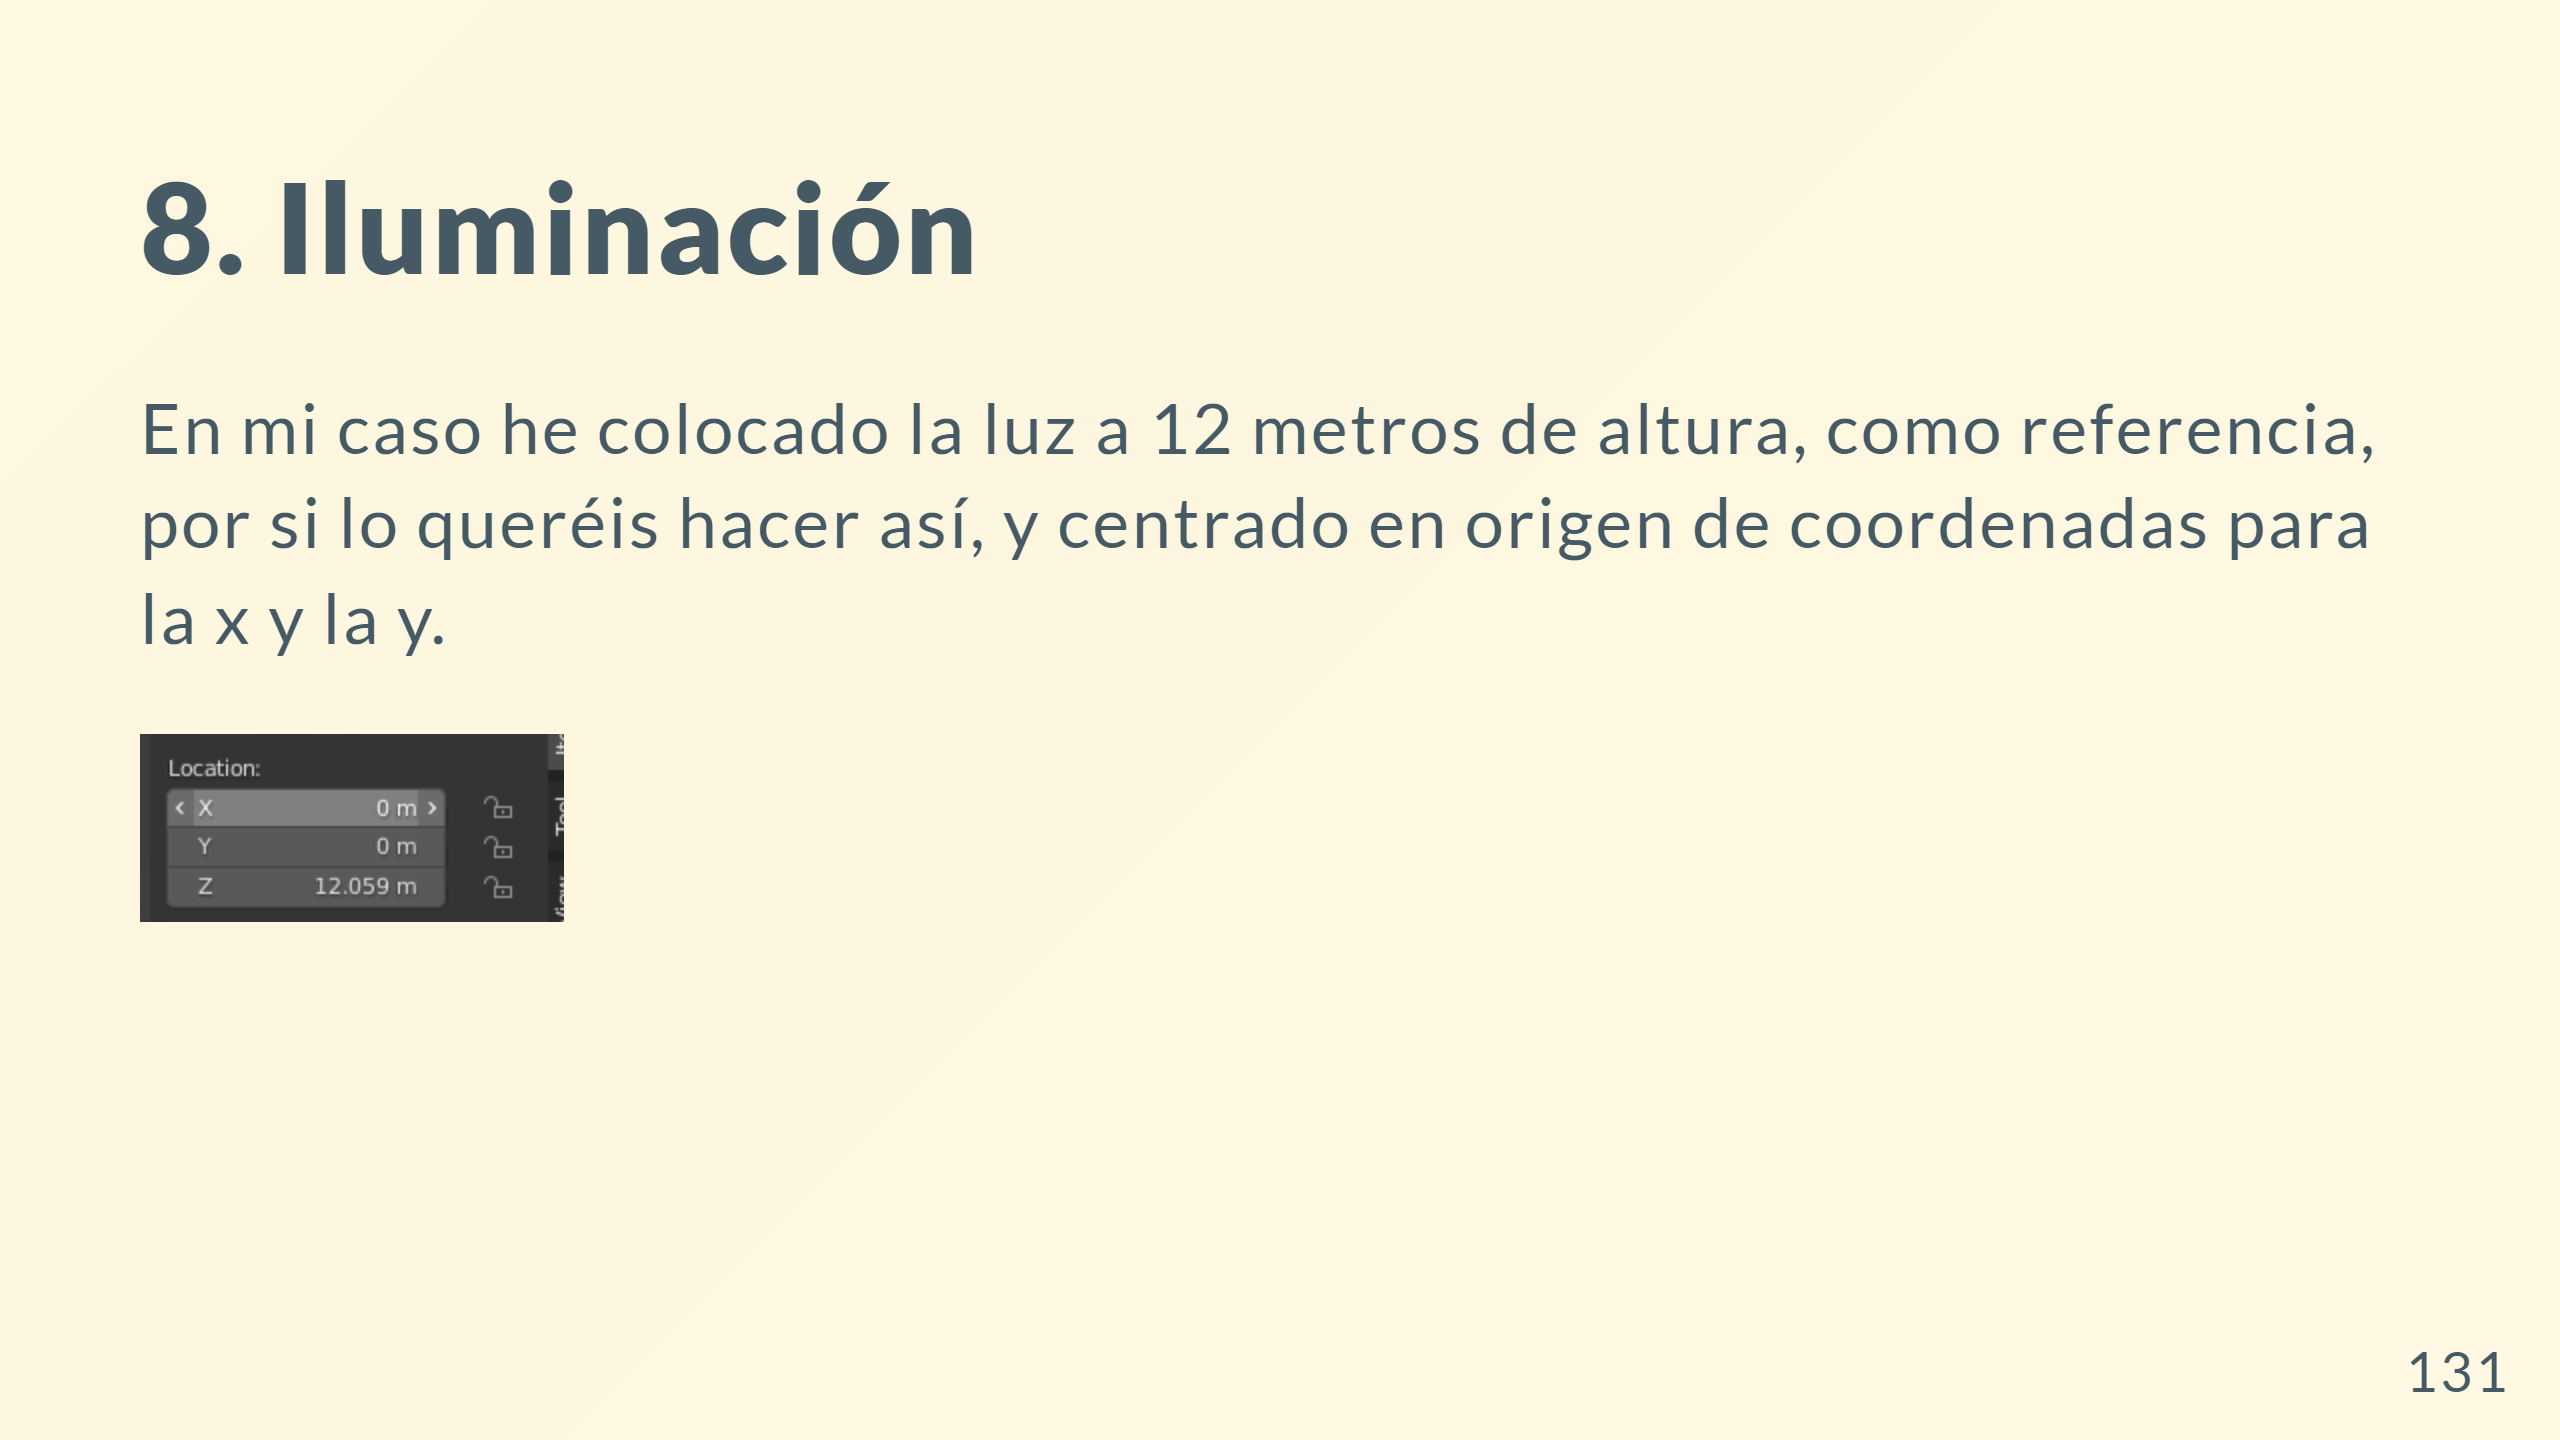 8. Iluminación
En mi caso he colocado la luz a 12 metros de altura, como referencia,
por si lo queréis hacer así, y centrado en origen de coordenadas para
la x y la y.
Location:
X 0 m
Y 0 m
Z 12.059 m
131